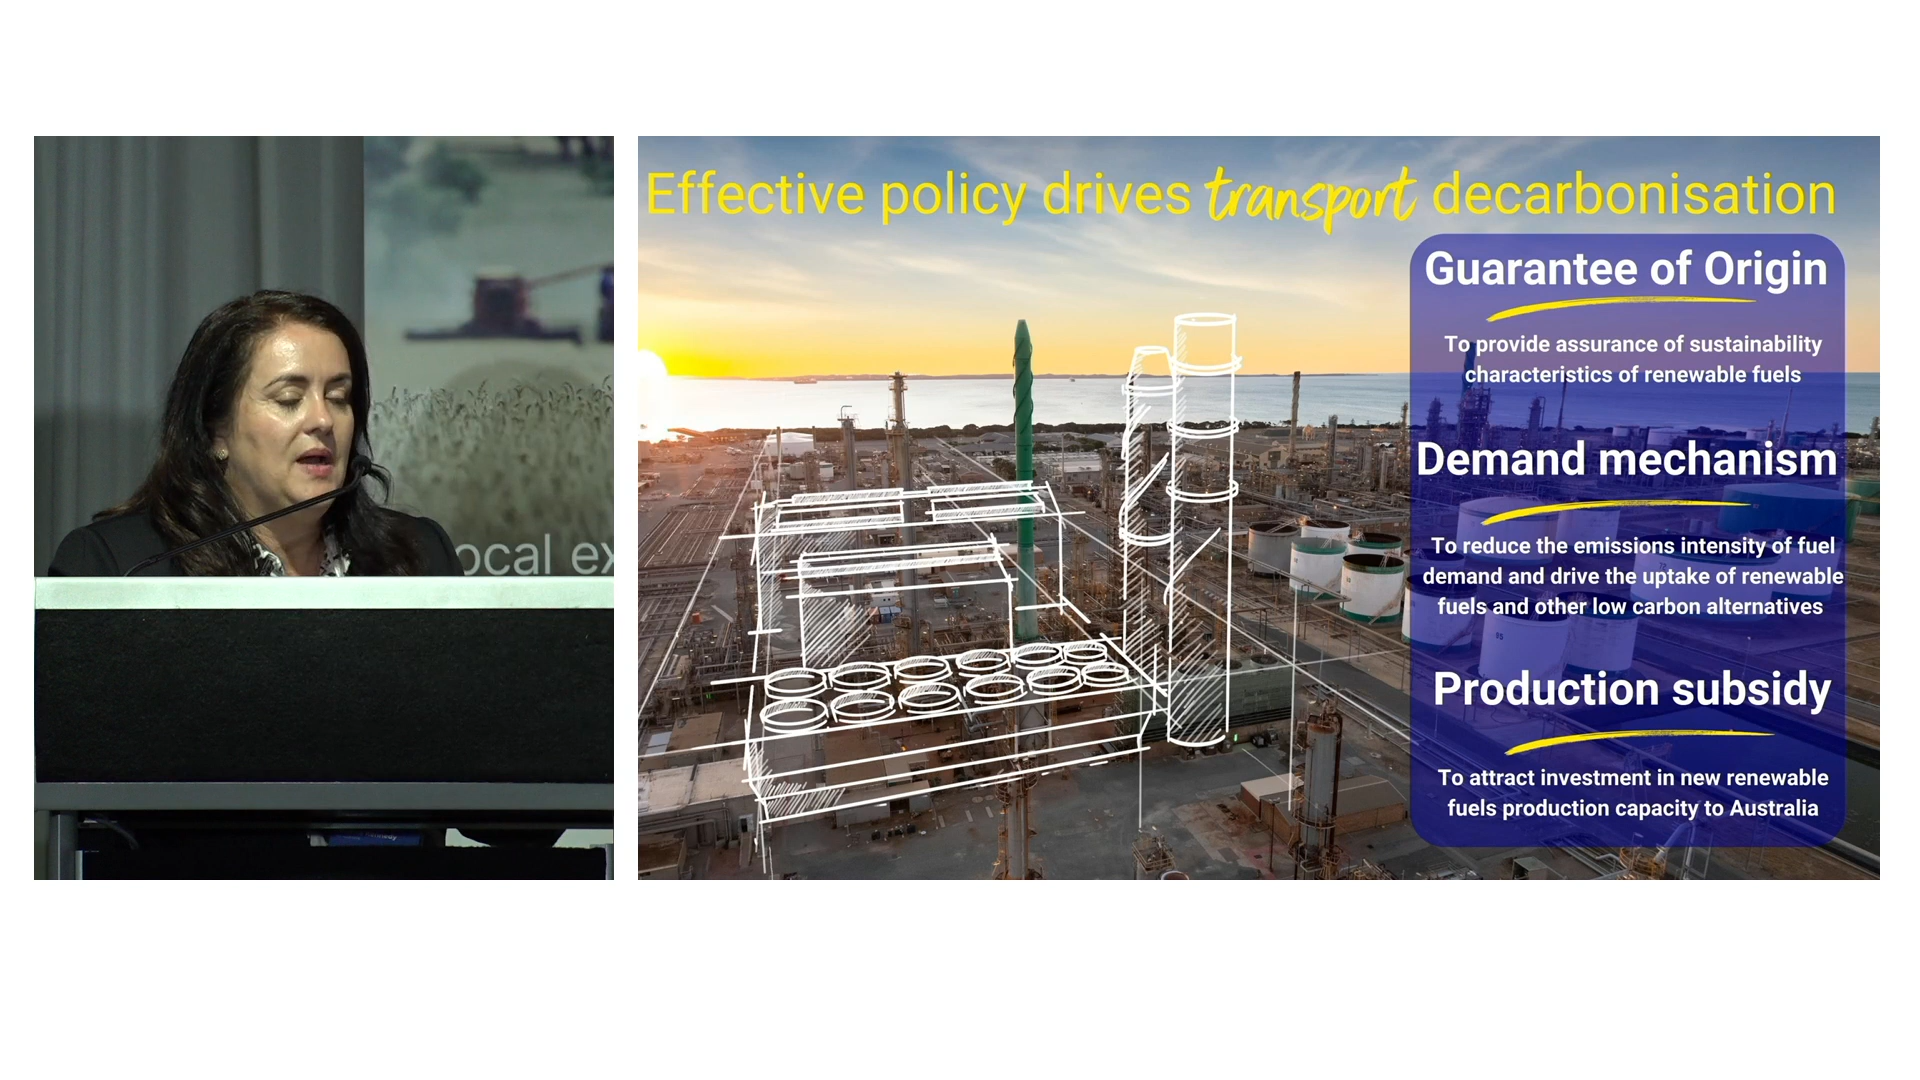 ocal ex
Effective policy drives transport decarbonisation
Guarantee of Origin
To provide assurance of sustainability
characteristics of renewable fuels
Demand mechanism
To reduce the emissions intensity of fuel
demand and drive the uptake of renewable
fuels and other low carbon alternatives
Production subsidy
To attract investment in new renewable
fuels production capacity to Australia
95